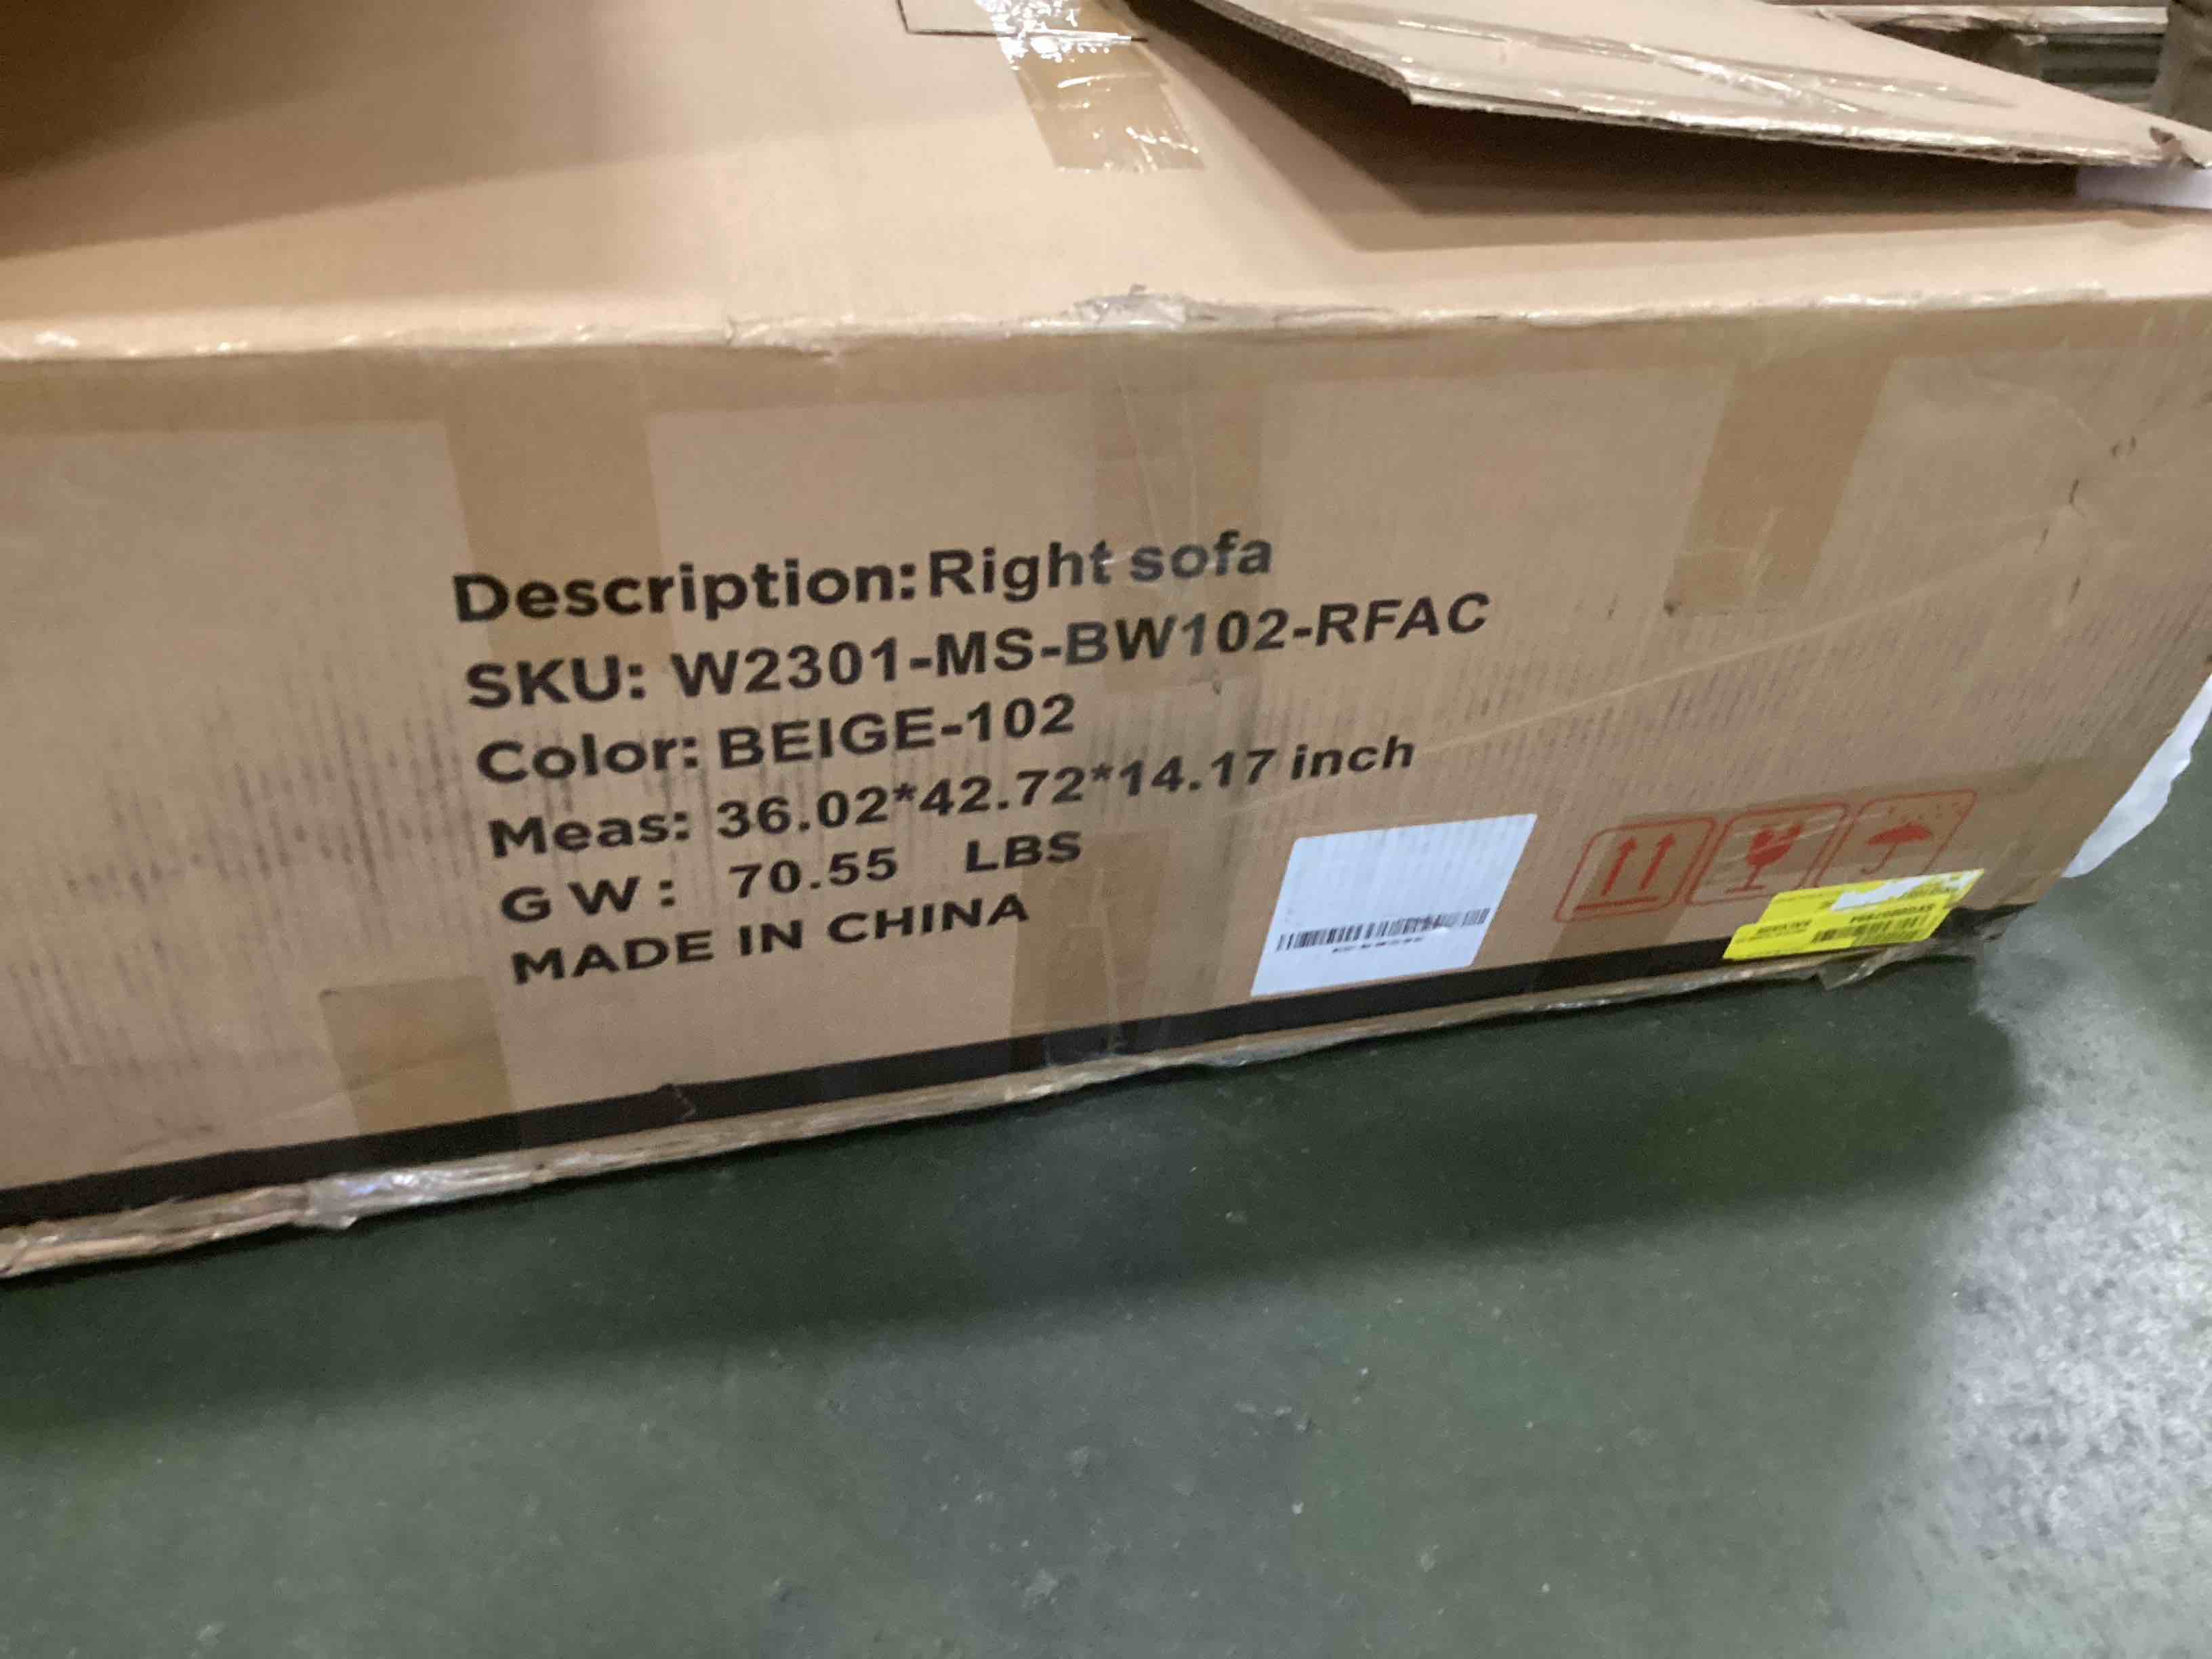 Description: Right sofa
SKU: W2301-MS-BW102-RFAC
Color: BEIGE-102
Meas: 36.02*42.72*14.17 inch
G W : 70.55 LBS
MADE IN CHINA